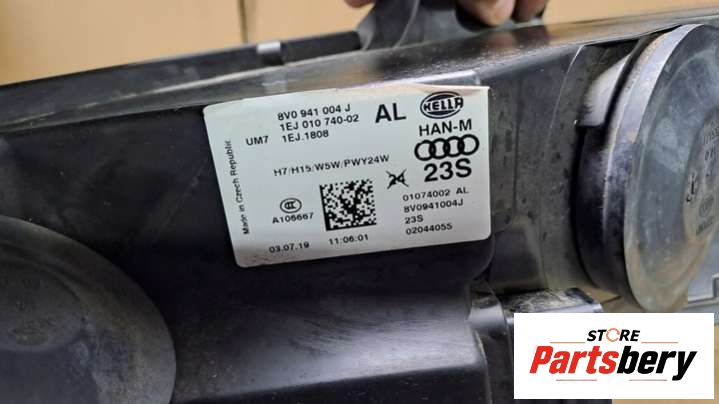 8V0 941 004 J
1EJ 010 740-02
UM7 1EJ.1808
AL
HELLA
HAN-M
23S
H7/H15/W5W/PWY24W
Made in Czech Republic
A106667
03.07.19 11:06:01
01074002 AL
8V0941004J
23S
02044055
STORE
Partsbery